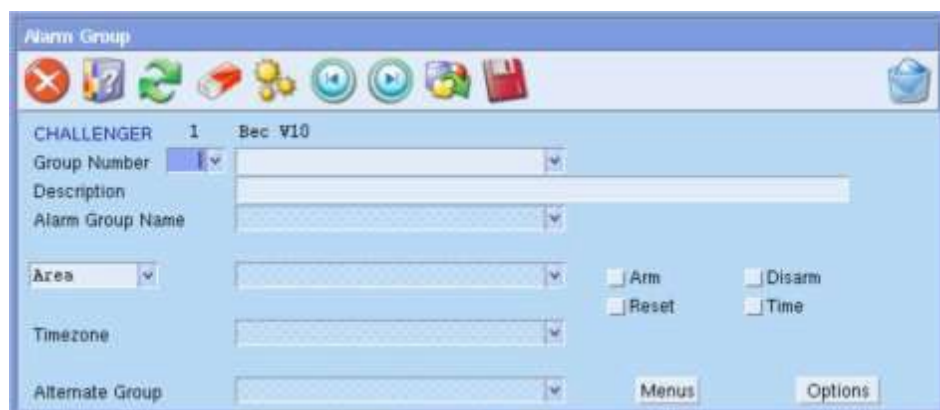 Alarm Group
CHALLENGER 1 Bec V10
Group Number
Description
Alarm Group Name
Area
Arm Disarm
Reset Time
Timezone
Alternate Group Menus Options